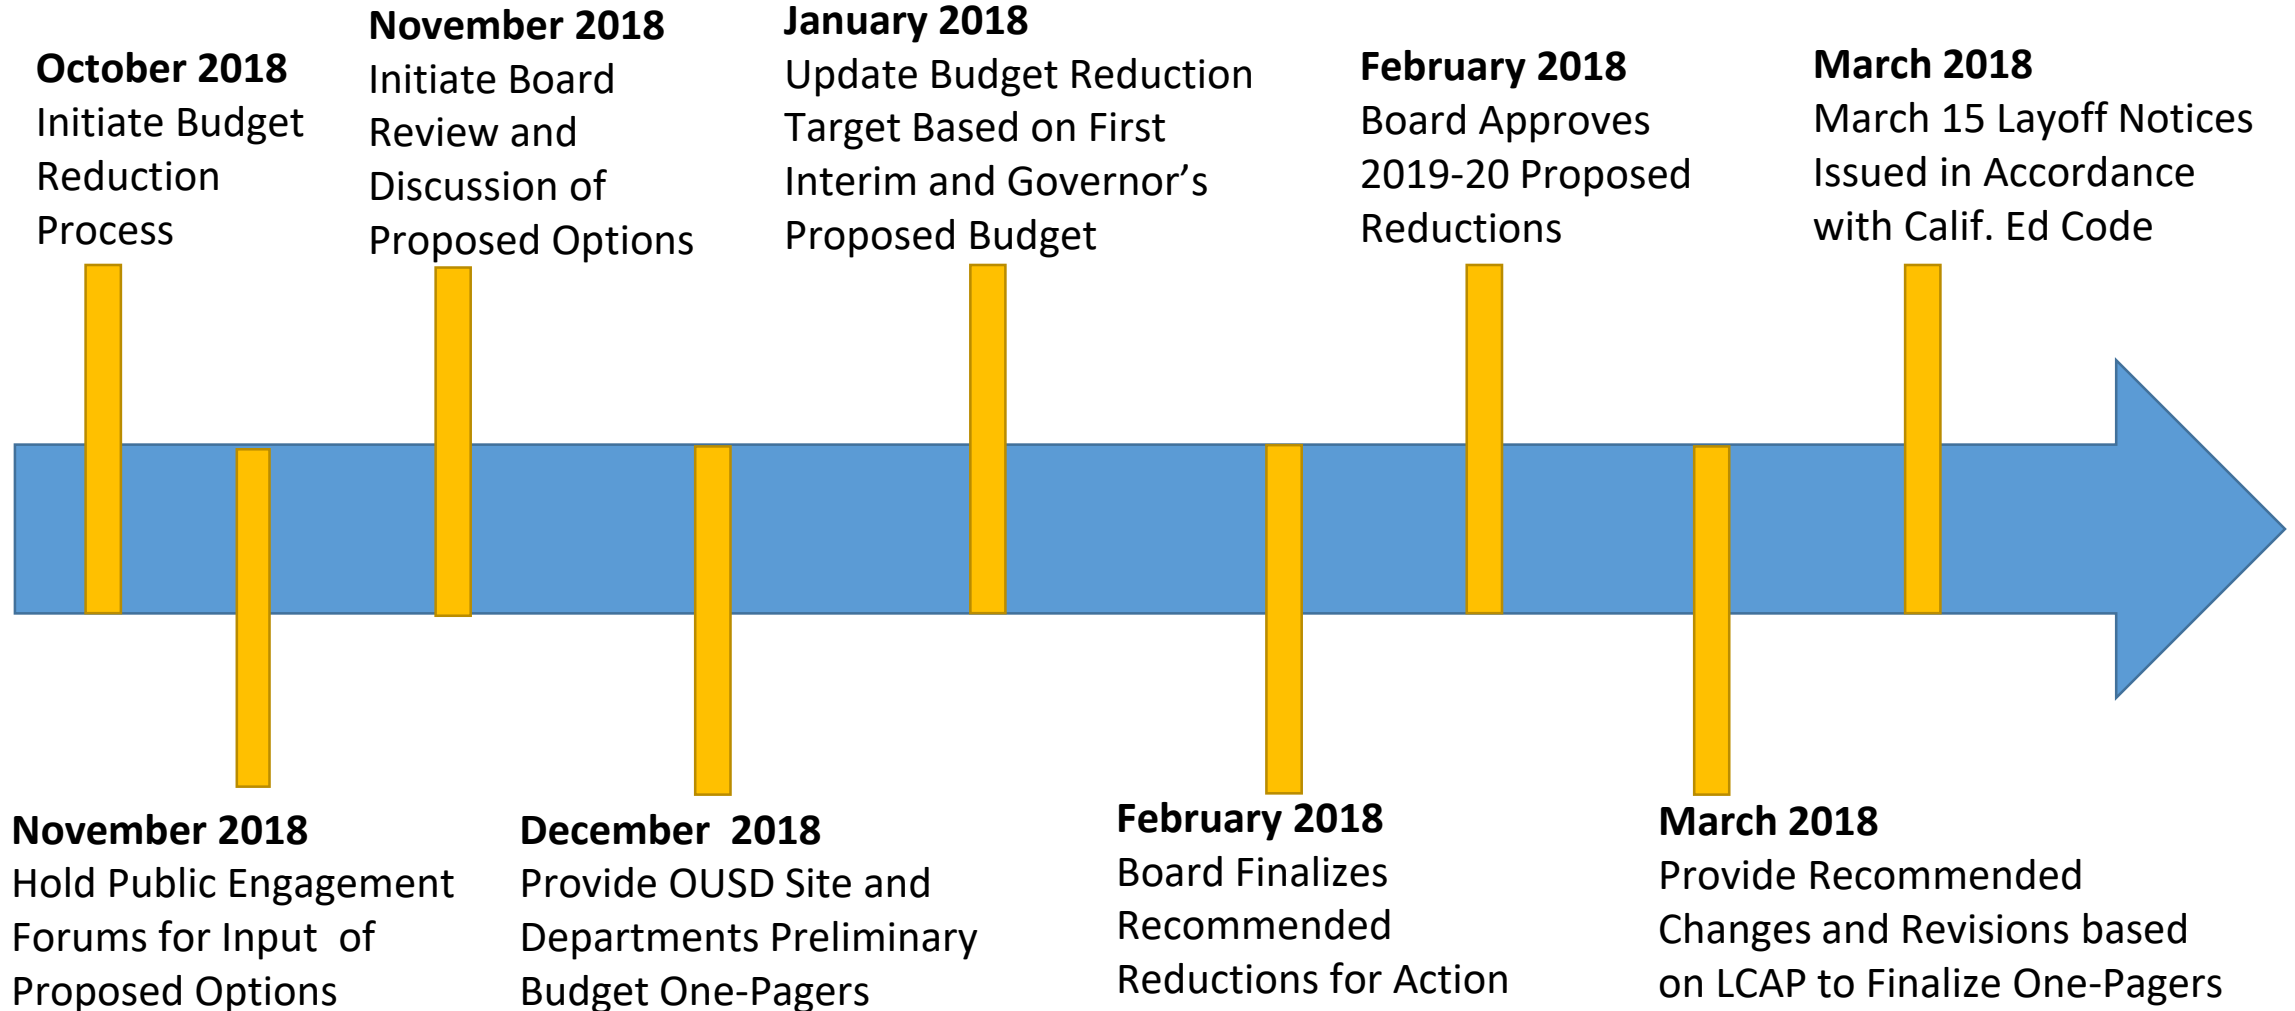 October 2018
Initiate Budget
Reduction
Process
November 2018
Initiate Board
Review and
Discussion of
Proposed Options
January 2018
Update Budget Reduction
Target Based on First
Interim and Governor’s
Proposed Budget
February 2018
Board Approves
2019-20 Proposed
Reductions
March 2018
March 15 Layoff Notices
Issued in Accordance
with Calif. Ed Code
November 2018
Hold Public Engagement
Forums for Input  of
Proposed Options
December  2018
Provide OUSD Site and
Departments Preliminary
Budget One-Pagers
February 2018
Board Finalizes
Recommended
Reductions for Action
March 2018
Provide Recommended
Changes and Revisions based
on LCAP to Finalize One-Pagers